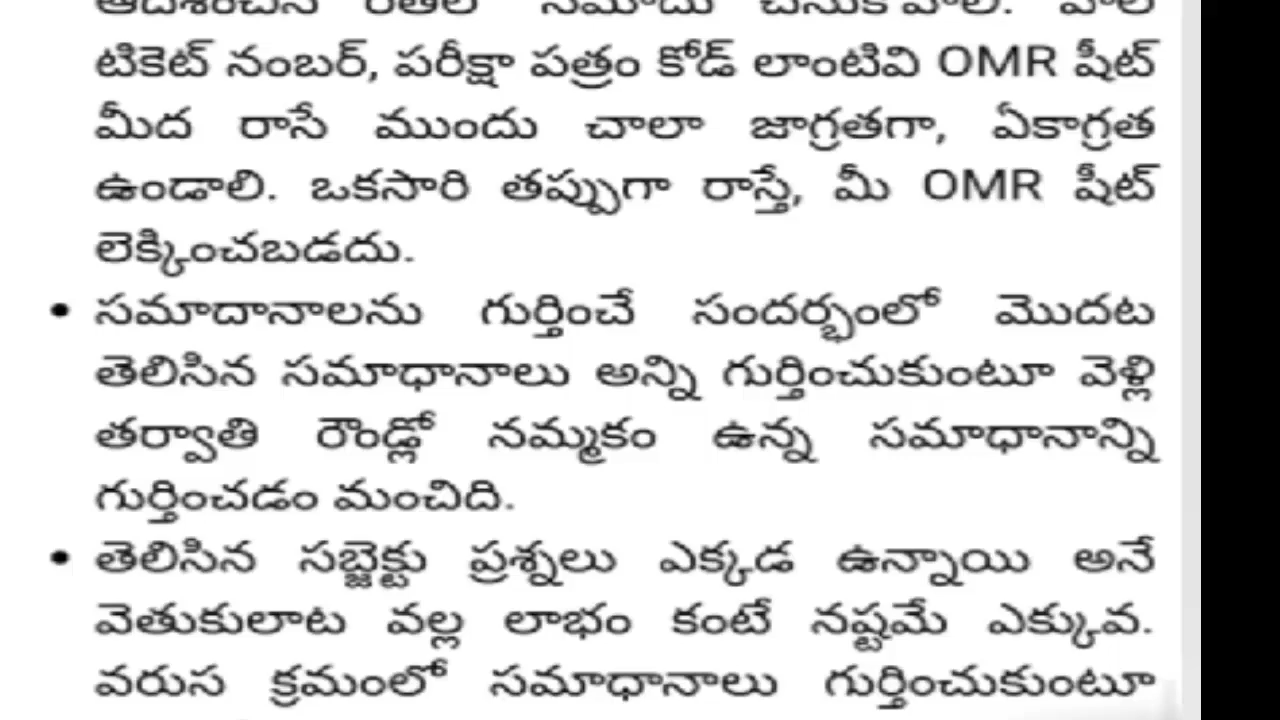 టికెట్ నంబర్, పరీక్షా పత్రం కోడ్ లాంటివి OMR షీట్
మీద రాసే ముందు చాలా జాగ్రతగా, ఏకాగ్రత
ఉండాలి. ఒకసారి తప్పుగా రాస్తే, మీ OMR షీట్
లెక్కించబడదు.
• సమాదానాలను గుర్తించే సందర్భంలో మొదట
తెలిసిన సమాధానాలు అన్ని గుర్తించుకుంటూ వెళ్లి
తర్వాతి రౌండ్లో నమ్మకం ఉన్న సమాధానాన్ని
గుర్తించడం మంచిది.
• తెలిసిన సబ్జెక్టు ప్రశ్నలు ఎక్కడ ఉన్నాయి అనే
వెతుకులాట వల్ల లాభం కంటే నష్టమే ఎక్కువ.
వరుస క్రమంలో సమాధానాలు గుర్తించుకుంటూ